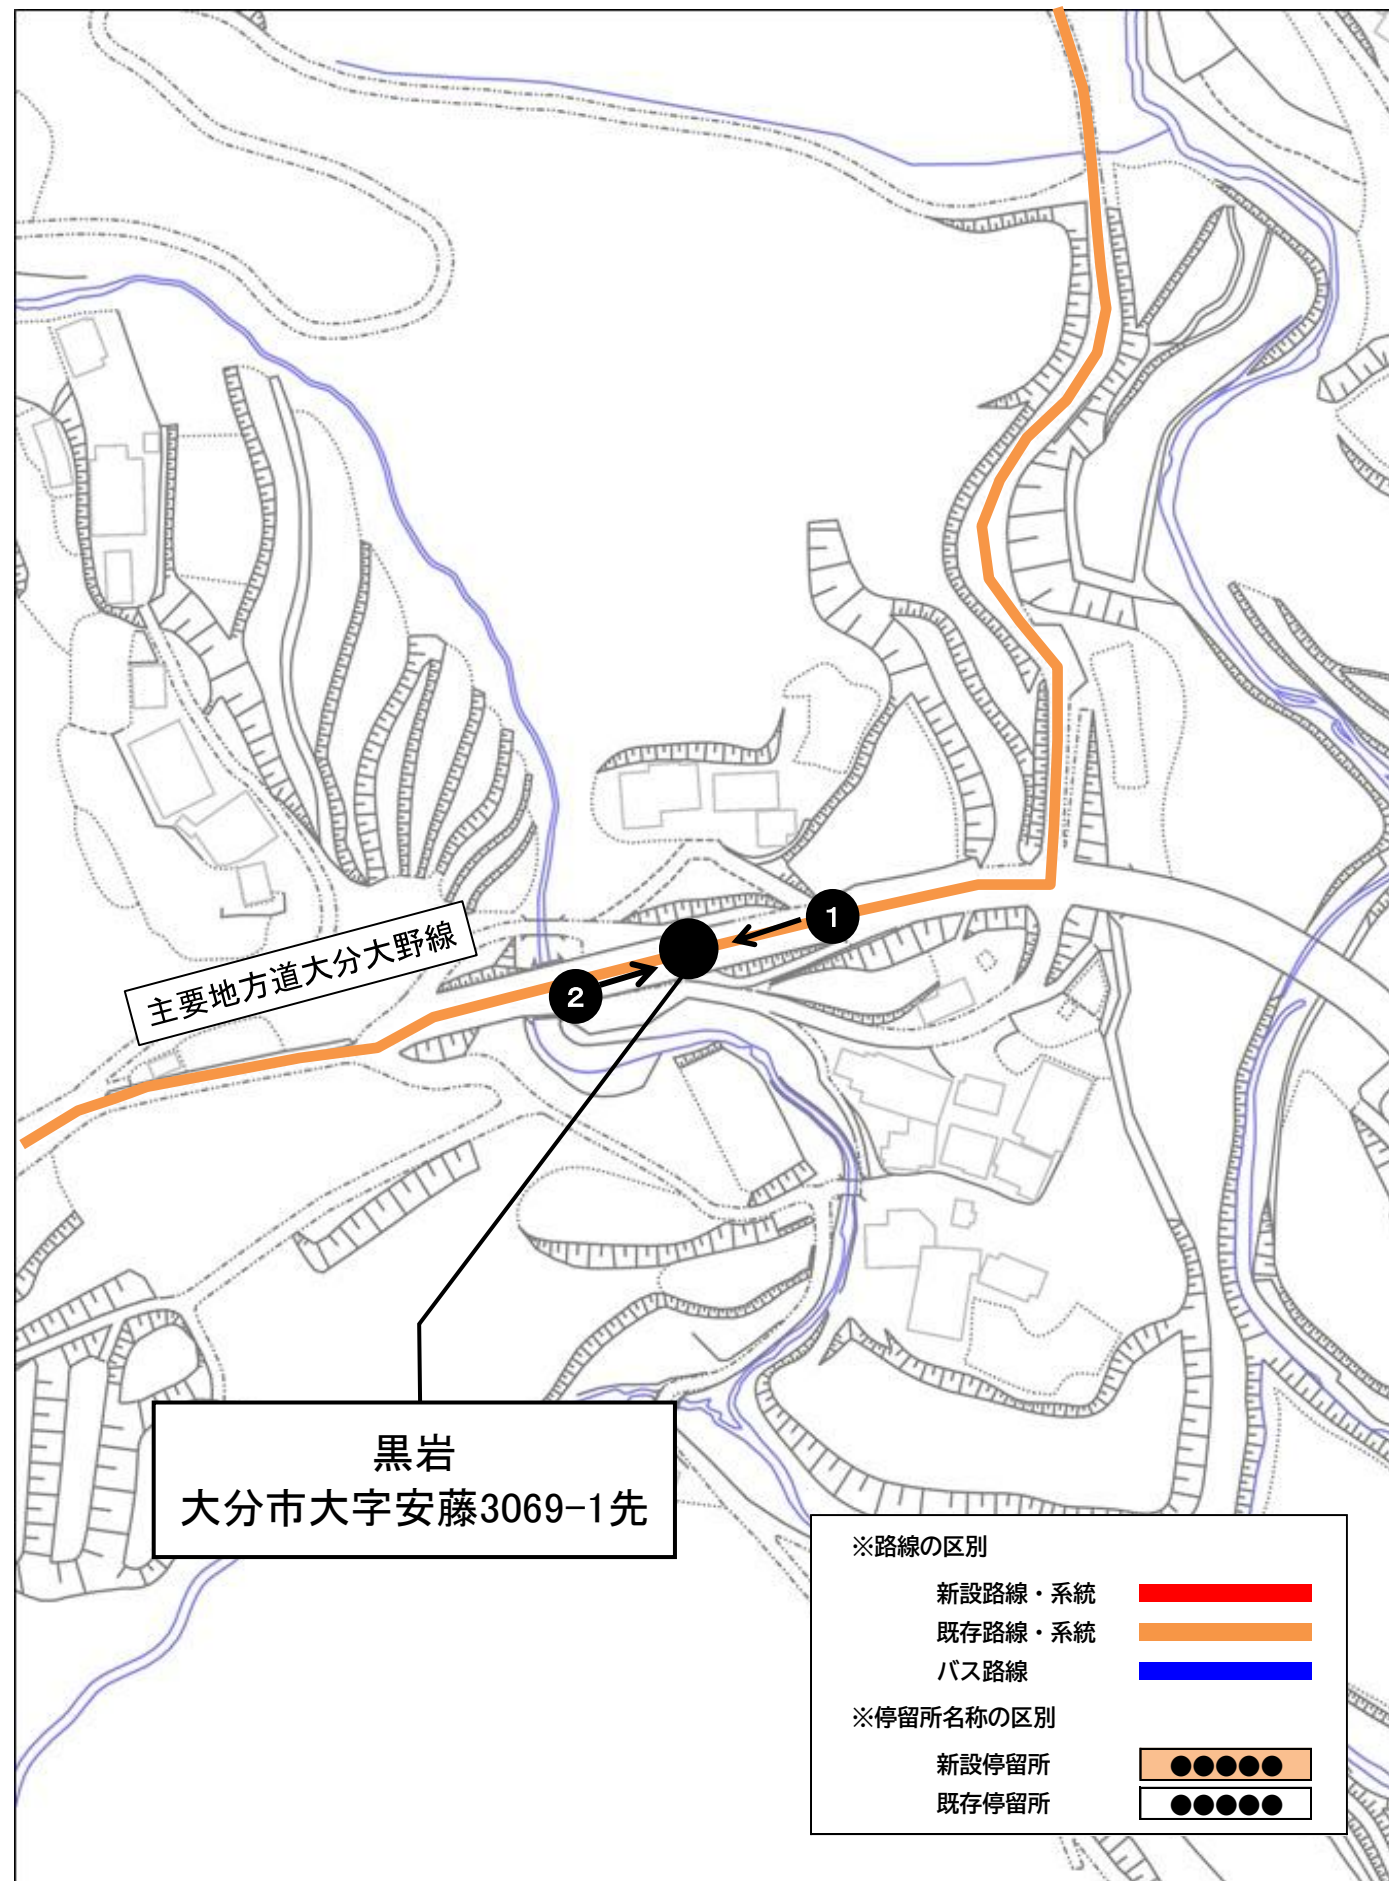 1
2
主要地方道大分大野線
黒岩
大分市大字安藤3069-1先
※路線の区別
新設路線・系統
既存路線・系統
バス路線
※停留所名称の区別
新設停留所 ●●●●●
既存停留所 ●●●●●